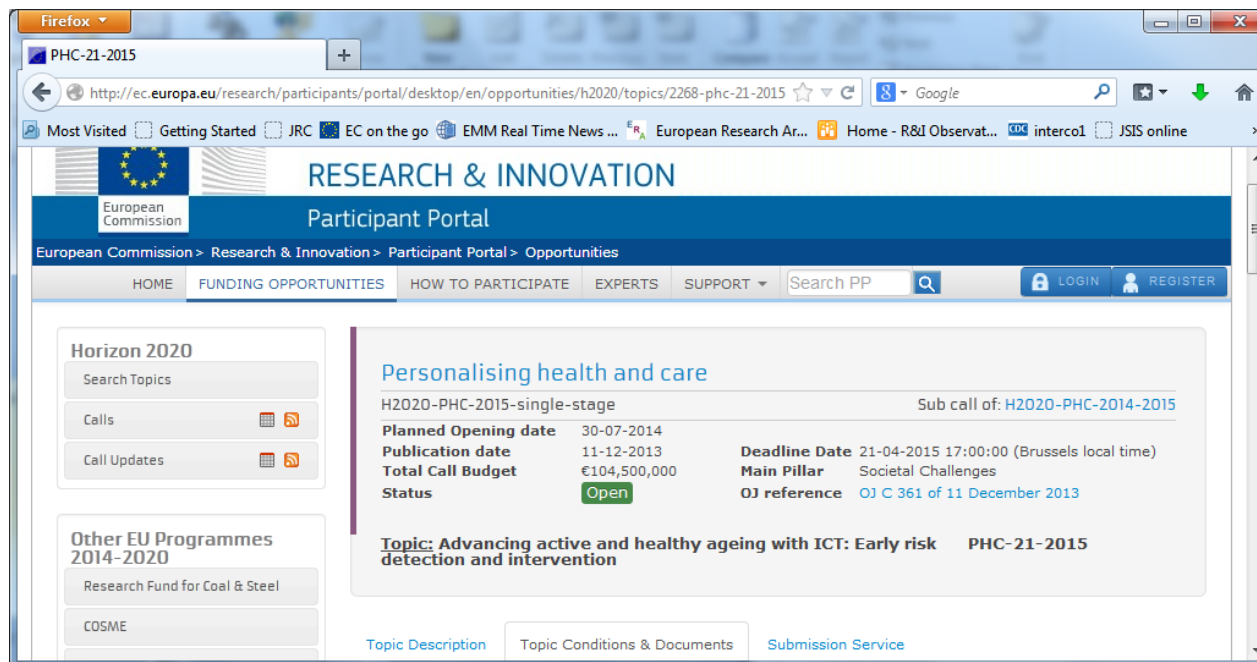 Firefox
PHC-21-2015
http://ec.europa.eu/research/participants/portal/desktop/en/opportunities/h2020/topics/2268-phc-21-2015
Google
Most Visited Getting Started JRC EC on the go EMM Real Time News ... European Research Ar... Home - R&I Observat... CDC interco1 JSIS online
RESEARCH & INNOVATION
European
Commission
Participant Portal
European Commission > Research & Innovation > Participant Portal > Opportunities
HOME FUNDING OPPORTUNITIES HOW TO PARTICIPATE EXPERTS SUPPORT Search PP LOGIN REGISTER
Horizon 2020
Search Topics
Calls
Call Updates
Other EU Programmes
2014-2020
Research Fund for Coal & Steel
COSME
Personalising health and care
H2020-PHC-2015-single-stage Sub call of: H2020-PHC-2014-2015
Planned Opening date 30-07-2014
Publication date 11-12-2013 Deadline Date 21-04-2015 17:00:00 (Brussels local time)
Total Call Budget €104,500,000 Main Pillar Societal Challenges
Status Open OJ reference OJ C 361 of 11 December 2013
Topic: Advancing active and healthy ageing with ICT: Early risk PHC-21-2015
detection and intervention
Topic Description Topic Conditions & Documents Submission Service